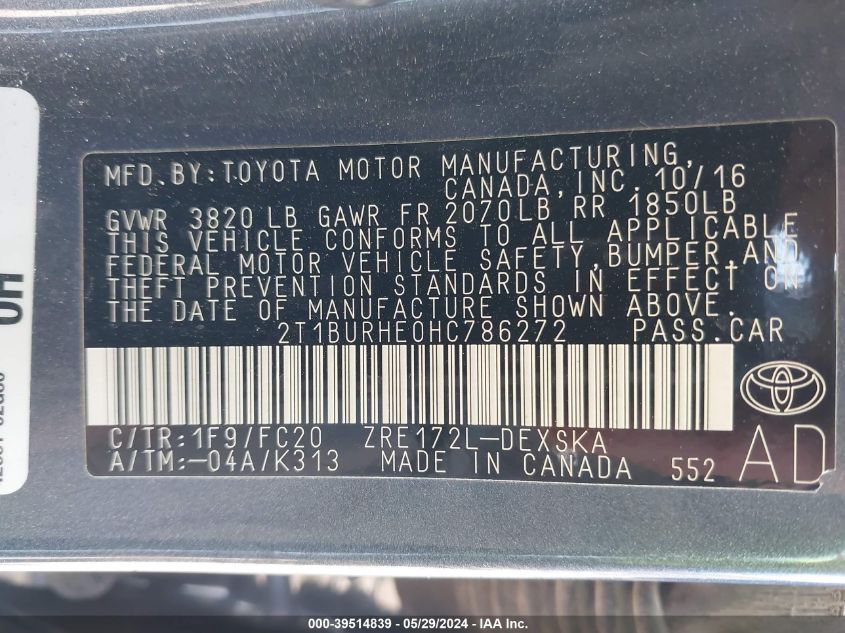 MFD.BY:TOYOTA MOTOR MANUFACTURING,
CANADA, INC. 10/16
GVWR 3820 LB GAWR FR 2070LB RR 1850LB
THIS VEHICLE CONFORMS TO ALL APPLICABLE
FEDERAL MOTOR VEHICLE SAFETY,BUMPER,AND
THEFT PREVENTION STANDARDS IN EFFECT ON
THE DATE OF MANUFACTURE SHOWN ABOVE.
2T1BURHE0HC786272 PASS.CAR
C/TR:1F9/FC20 ZRE172L-DEXSKA
A/TM:-04A/K313 MADE IN CANADA 552
AD
000-39514839 - 05/29/2024 - IAA Inc.